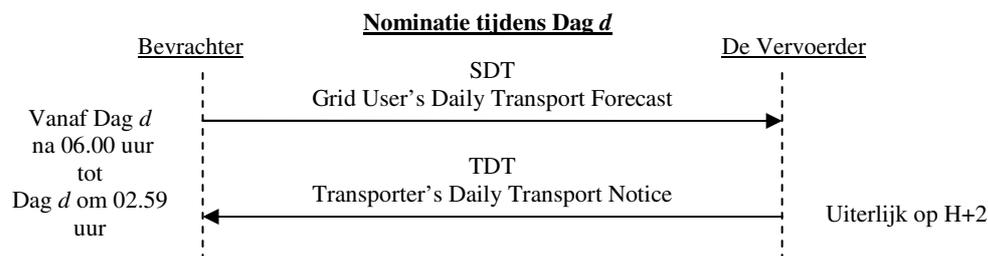 Nominatie tijdens Dag d
Bevrachter
De Vervoerder
SDT
Grid User's Daily Transport Forecast
Vanaf Dag d
na 06.00 uur
tot
Dag d om 02.59
uur
TDT
Transporter's Daily Transport Notice
Uiterlijk op H+2